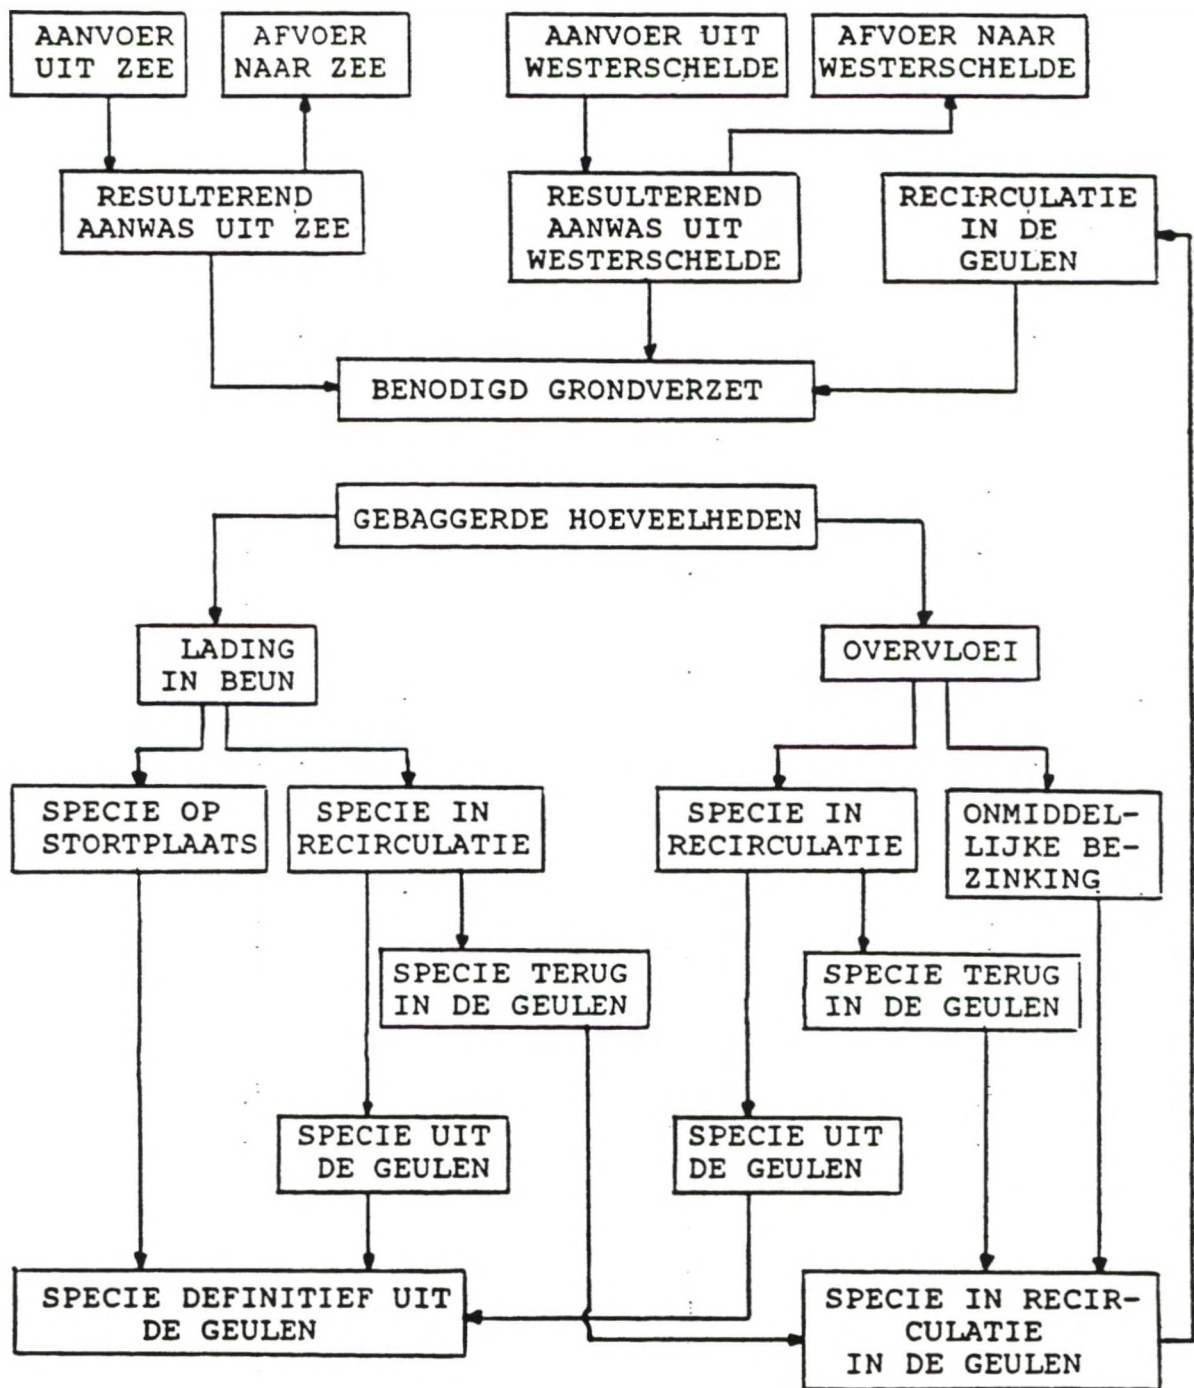 AANVOER
UIT ZEE
AFVOER
NAAR ZEE
AANVOER UIT
WESTERSCHELDE
AFVOER NAAR
WESTERSCHELDE
RESULTEREND
AANWAS UIT ZEE
RESULTEREND
AANWAS UIT
WESTERSCHELDE
RECIRCULATIE
IN DE
GEULEN
BENODIGD GRONDVERZET
GEBAGGERDE HOEVEELHEDEN
LADING
IN BEUN
OVERVLOEI
SPECIE OP
STORTPLAATS
SPECIE IN
RECIRCULATIE
SPECIE IN
RECIRCULATIE
ONMIDDEL-
LIJKE BE-
ZINKING
SPECIE TERUG
IN DE GEULEN
SPECIE TERUG
IN DE GEULEN
SPECIE UIT
DE GEULEN
SPECIE UIT
DE GEULEN
SPECIE DEFINITIEF UIT
DE GEULEN
SPECIE IN RECIR-
CULATIE
IN DE GEULEN